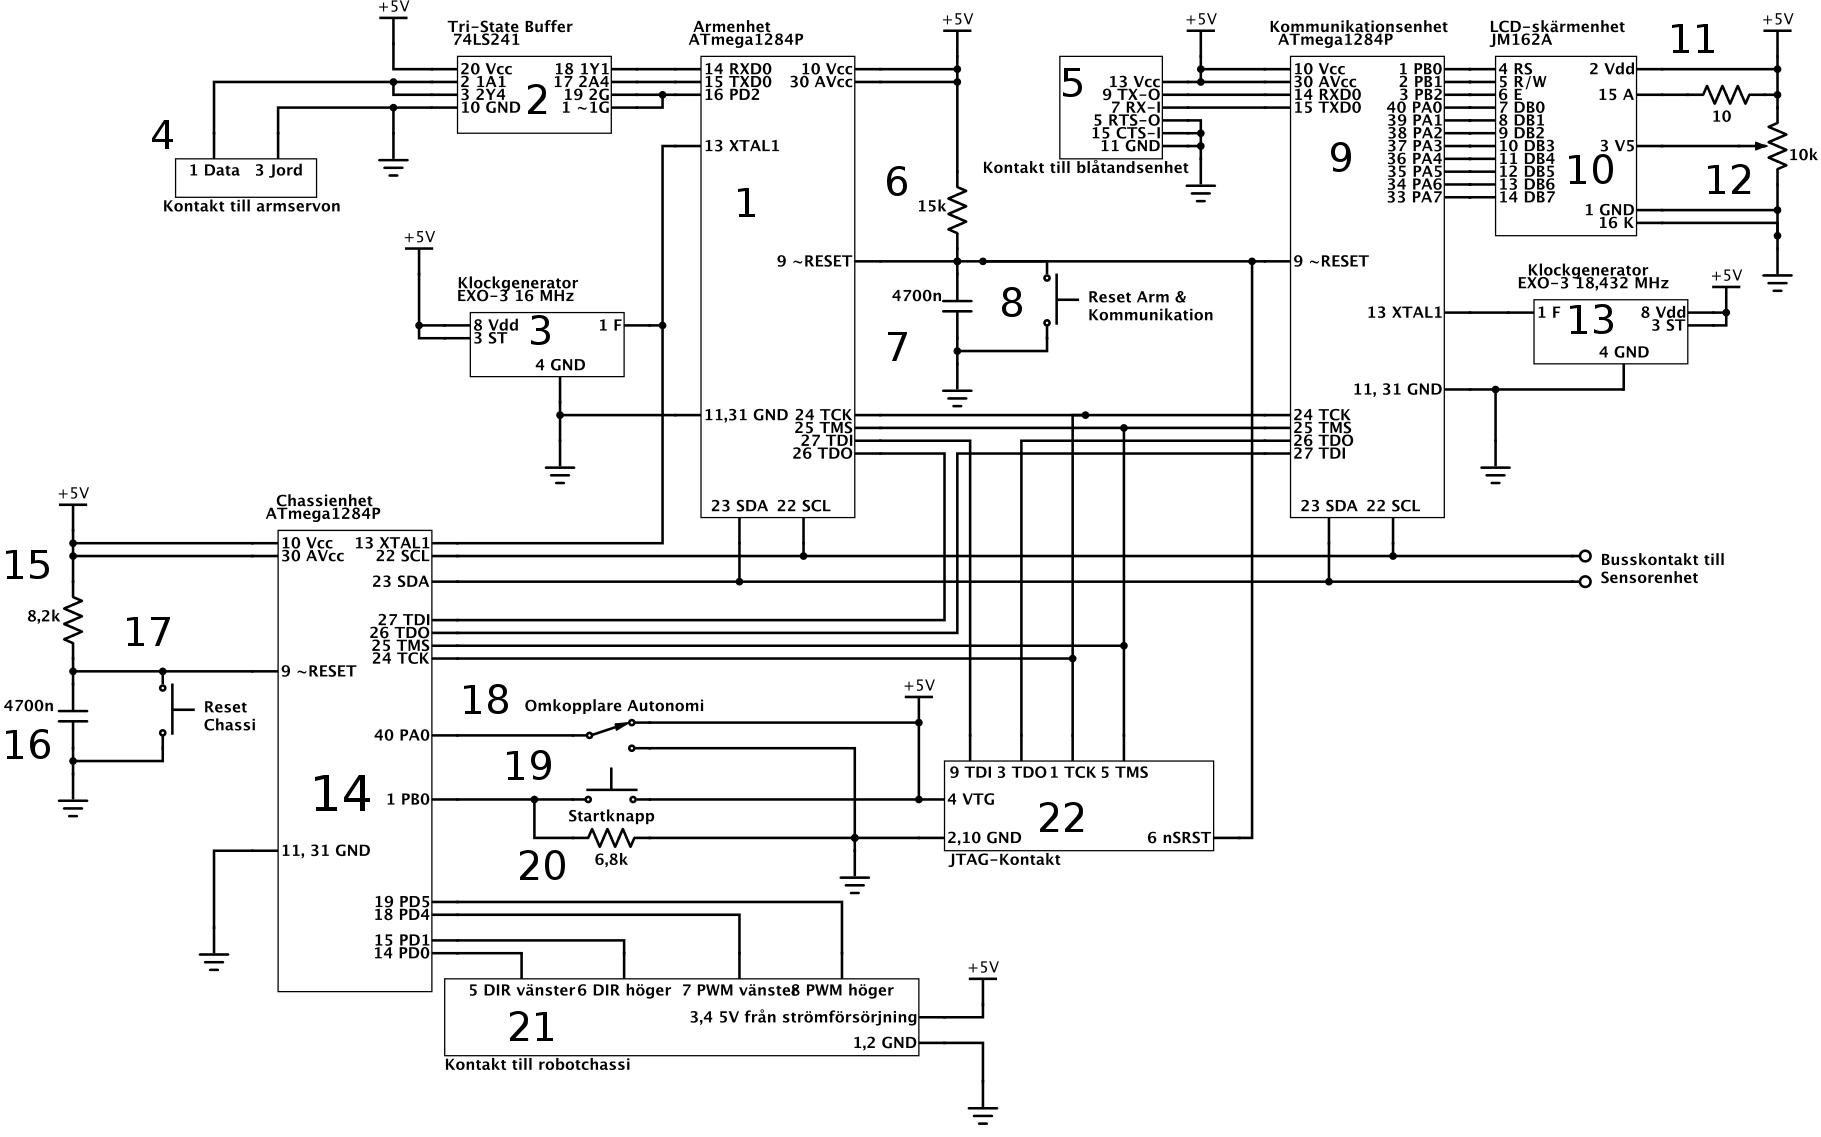 +5V
Tri-State Buffer
74LS241
20 Vcc
2 1A1
3 2Y4
10 GND
18 1Y1
17 2A4
19 2G
1 ~1G
2
4
1 Data
3 Jord
Kontakt till armservon
Armenhet
ATmega1284P
14 RXD0
15 TXD0
16 PD2
13 XTAL1
10 Vcc
30 AVcc
1
9 ~RESET
11,31 GND
24 TCK
25 TMS
27 TDI
26 TDO
23 SDA
22 SCL
+5V
6
15k
4700n
7
8
Reset Arm &
Kommunikation
+5V
Klockgenerator
EXO-3 16 MHz
8 Vdd
3 ST
3
1 F
4 GND
+5V
5
13 Vcc
9 TX-O
7 RX-I
5 RTS-O
15 CTS-I
11 GND
Kontakt till blåtandsenhet
Kommunikationsenhet
ATmega1284P
10 Vcc
30 AVcc
14 RXD0
15 TXD0
1 PB0
2 PB1
3 PB2
40 PA0
39 PA1
38 PA2
37 PA3
36 PA4
35 PA5
34 PA6
33 PA7
9
9 ~RESET
13 XTAL1
11, 31 GND
24 TCK
25 TMS
26 TDO
27 TDI
23 SDA
22 SCL
LCD-skärmenhet
JM162A
4 RS
5 R/W
6 E
7 DB0
8 DB1
9 DB2
10 DB3
11 DB4
12 DB5
13 DB6
14 DB7
2 Vdd
15 A
3 V5
10
1 GND
16 K
11
+5V
10
12
10k
Klockgenerator
EXO-3 18,432 MHz
+5V
1 F
13
8 Vdd
3 ST
4 GND
Busskontakt till
Sensorenhet
+5V
15
8,2k
17
4700n
16
Reset
Chassi
Chassienhet
ATmega1284P
10 Vcc
30 AVcc
13 XTAL1
22 SCL
23 SDA
27 TDI
26 TDO
25 TMS
24 TCK
9 ~RESET
40 PA0
14
1 PB0
11, 31 GND
19 PD5
18 PD4
15 PD1
14 PD0
18
Omkopplare Autonomi
+5V
19
Startknapp
20
6,8k
9 TDI
3 TDO
1 TCK
5 TMS
4 VTG
22
2,10 GND
6 nSRST
JTAG-Kontakt
5 DIR vänster
6 DIR höger
7 PWM vänster
8 PWM höger
21
3,4 5V från strömförsörjning
1,2 GND
+5V
Kontakt till robotchassi